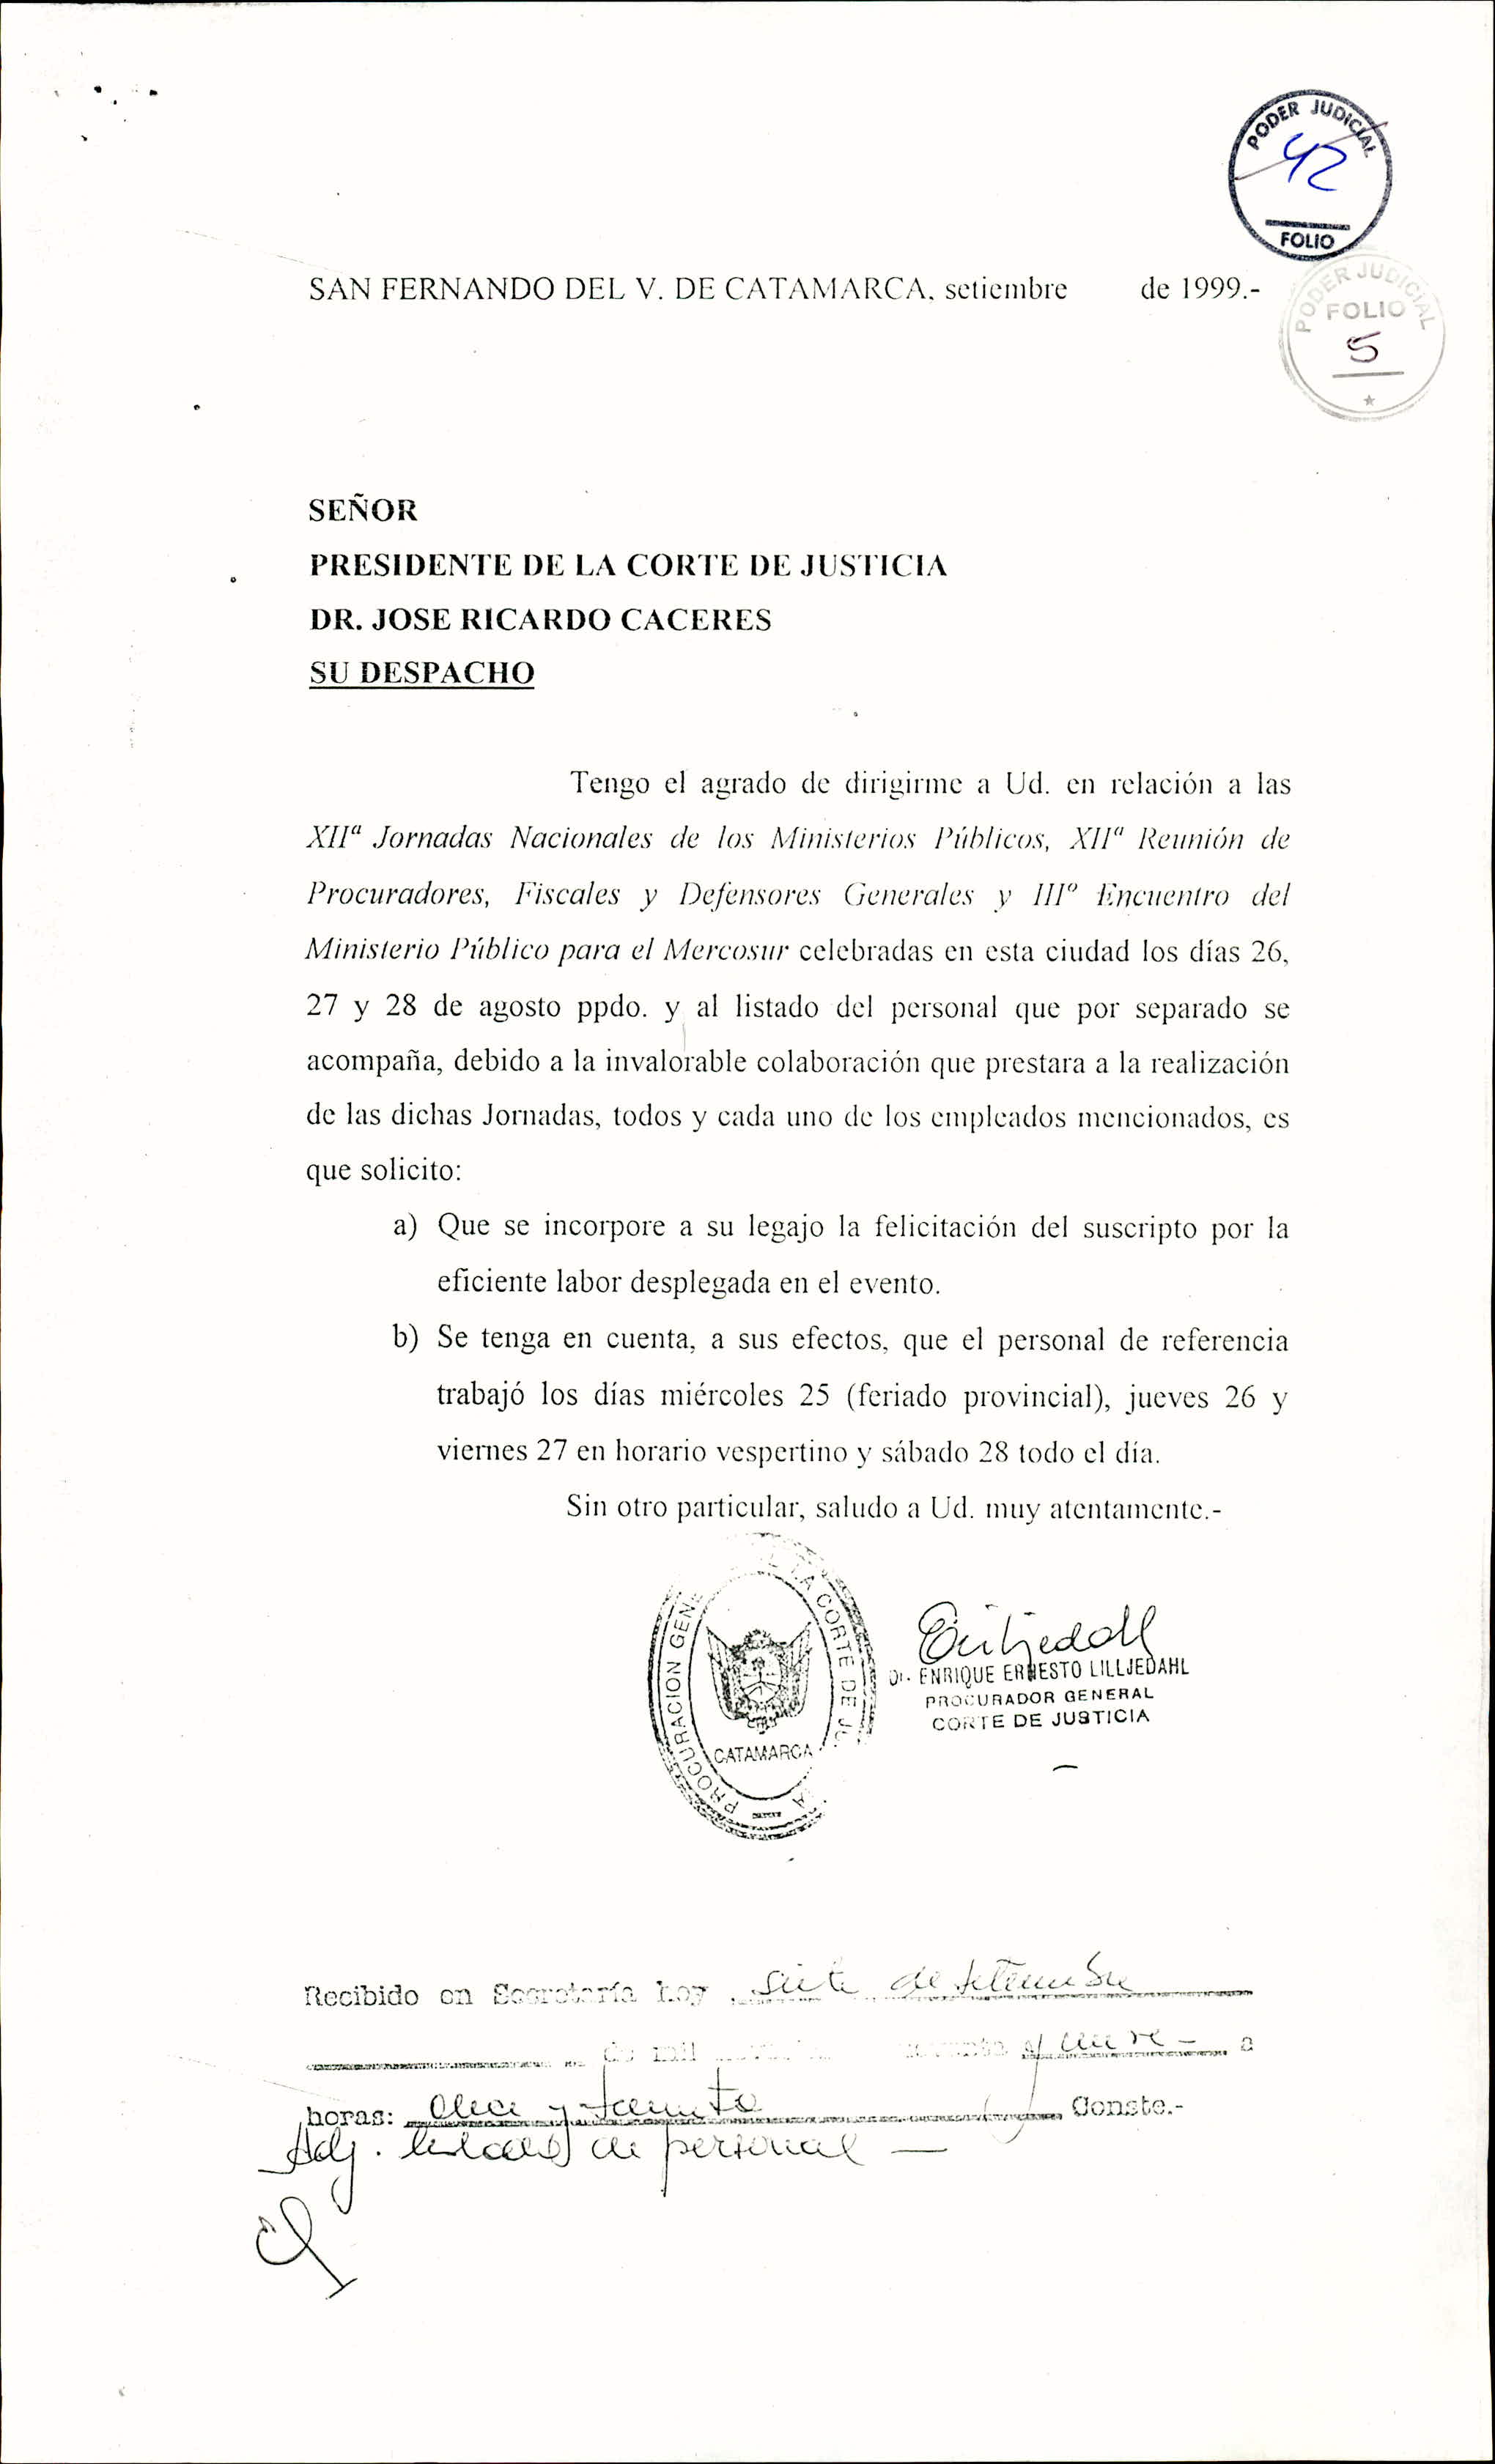 PODER JUDICIAL
42
FOLIO
SAN FERNANDO DEL V. DE CATAMARCA, setiembre de 1999.-
PODER JUDICIAL
FOLIO
5
SEÑOR
PRESIDENTE DE LA CORTE DE JUSTICIA
DR. JOSE RICARDO CACERES
SU DESPACHO
Tengo el agrado de dirigirme a Ud. en relación a las
XIIª Jornadas Nacionales de los Ministerios Públicos, XIIª Reunión de
Procuradores, Fiscales y Defensores Generales y IIIº Encuentro del
Ministerio Público para el Mercosur celebradas en esta ciudad los días 26,
27 y 28 de agosto ppdo. y al listado del personal que por separado se
acompaña, debido a la invalorable colaboración que prestara a la realización
de las dichas Jornadas, todos y cada uno de los empleados mencionados, es
que solicito:
a) Que se incorpore a su legajo la felicitación del suscripto por la
eficiente labor desplegada en el evento.
b) Se tenga en cuenta, a sus efectos, que el personal de referencia
trabajó los días miércoles 25 (feriado provincial), jueves 26 y
viernes 27 en horario vespertino y sábado 28 todo el día.
Sin otro particular, saludo a Ud. muy atentamente.-
PROCURACION GEN
LA CORTE DE JU
CATAMARCA
Dr. ENRIQUE ERNESTO LILLJEDAHL
PROCURADOR GENERAL
CORTE DE JUSTICIA
Recibido en Secretaría hoy siete de setiembre
de mil y nueve - a
horas: once y treinta Conste.-
Adj. listado de personal -